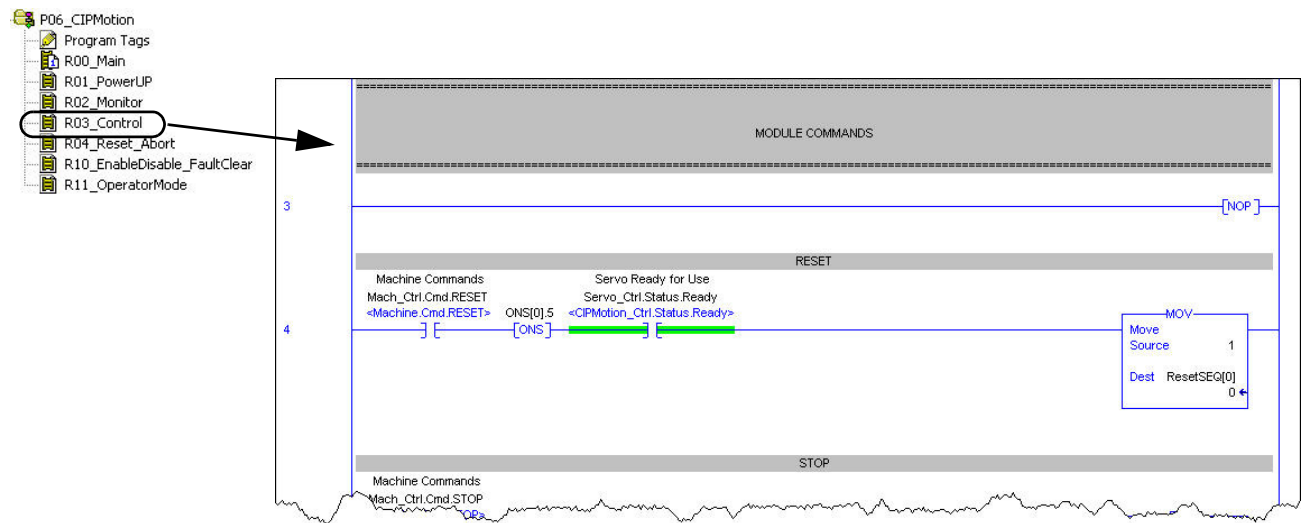 P06_CIPMotion
Program Tags
R00_Main
R01_PowerUP
R02_Monitor
R03_Control
R04_Reset_Abort
R10_EnableDisable_FaultClear
R11_OperatorMode
MODULE COMMANDS
3
NOP
RESET
Machine Commands
Mach_Ctrl.Cmd.RESET
<Machine.Cmd.RESET>
ONS[0].5
ONS
Servo Ready for Use
Servo_Ctrl.Status.Ready
<CIPMotion_Ctrl.Status.Ready>
4
MOV
Move
Source 1
Dest ResetSEQ[0]
0
STOP
Machine Commands
Mach_Ctrl.Cmd.STOP